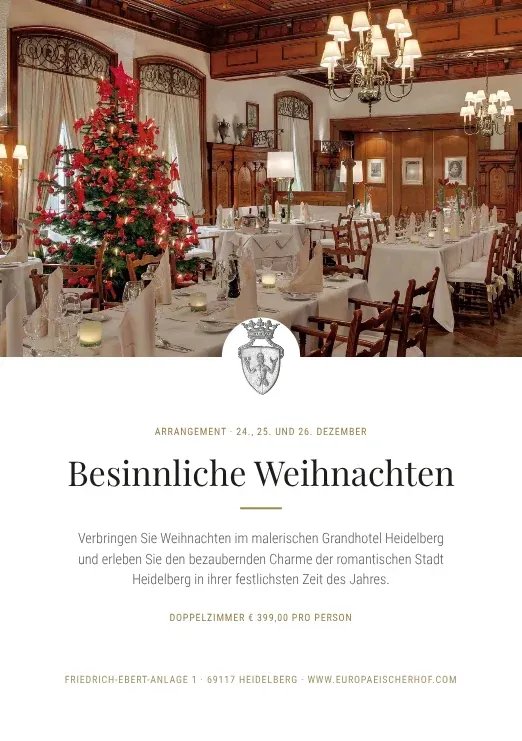 ARRANGEMENT · 24., 25. UND 26. DEZEMBER
Besinnliche Weihnachten
Verbringen Sie Weihnachten im malerischen Grandhotel Heidelberg
und erleben Sie den bezaubernden Charme der romantischen Stadt
Heidelberg in ihrer festlichsten Zeit des Jahres.
DOPPELZIMMER € 399,00 PRO PERSON
FRIEDRICH-EBERT-ANLAGE 1 · 69117 HEIDELBERG · WWW.EUROPAEISCHERHOF.COM